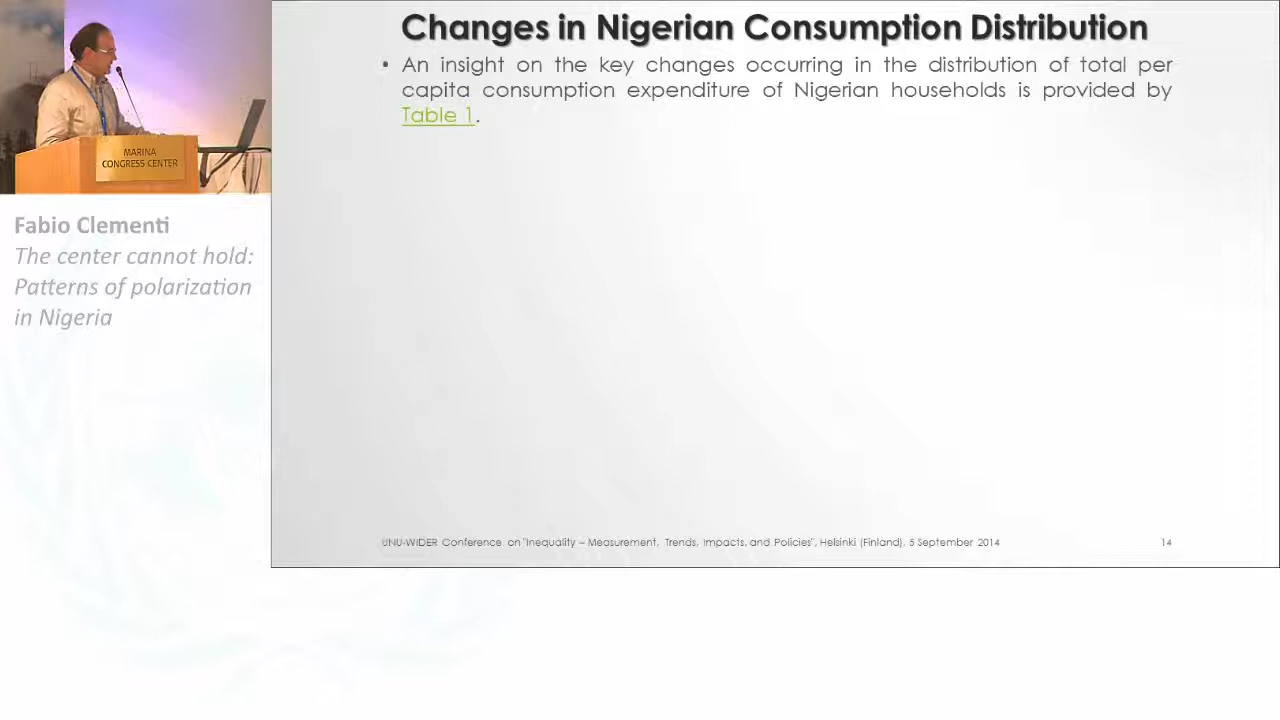 Changes in Nigerian Consumption Distribution
• An insight on the key changes occurring in the distribution of total per
capita consumption expenditure of Nigerian households is provided by
Table 1.
MARINA
CONGRESS CENTER
Fabio Clementi
The center cannot hold:
Patterns of polarization
in Nigeria
UNU-WIDER Conference on "Inequality – Measurement, Trends, Impacts, and Policies", Helsinki (Finland), 5 September 2014
14